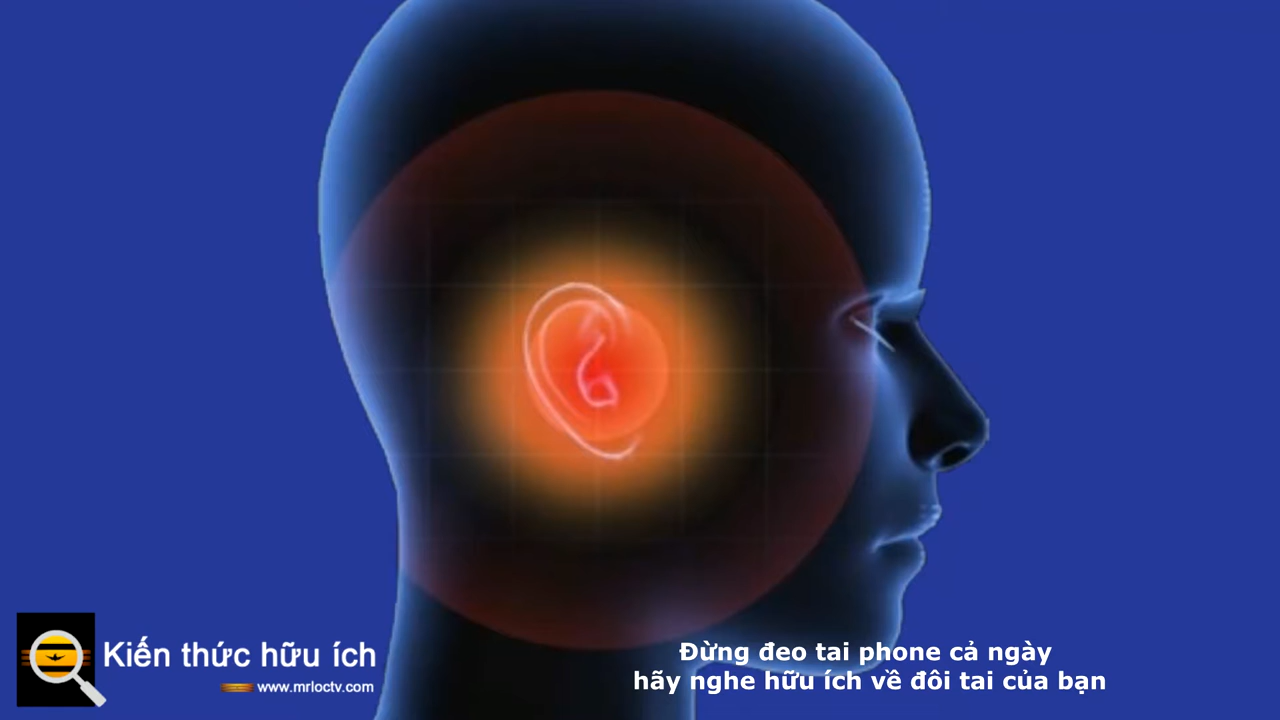 Kiến thức hữu ích
www.mrloctv.com
Đừng đeo tai phone cả ngày
hãy nghe hữu ích về đôi tai của bạn